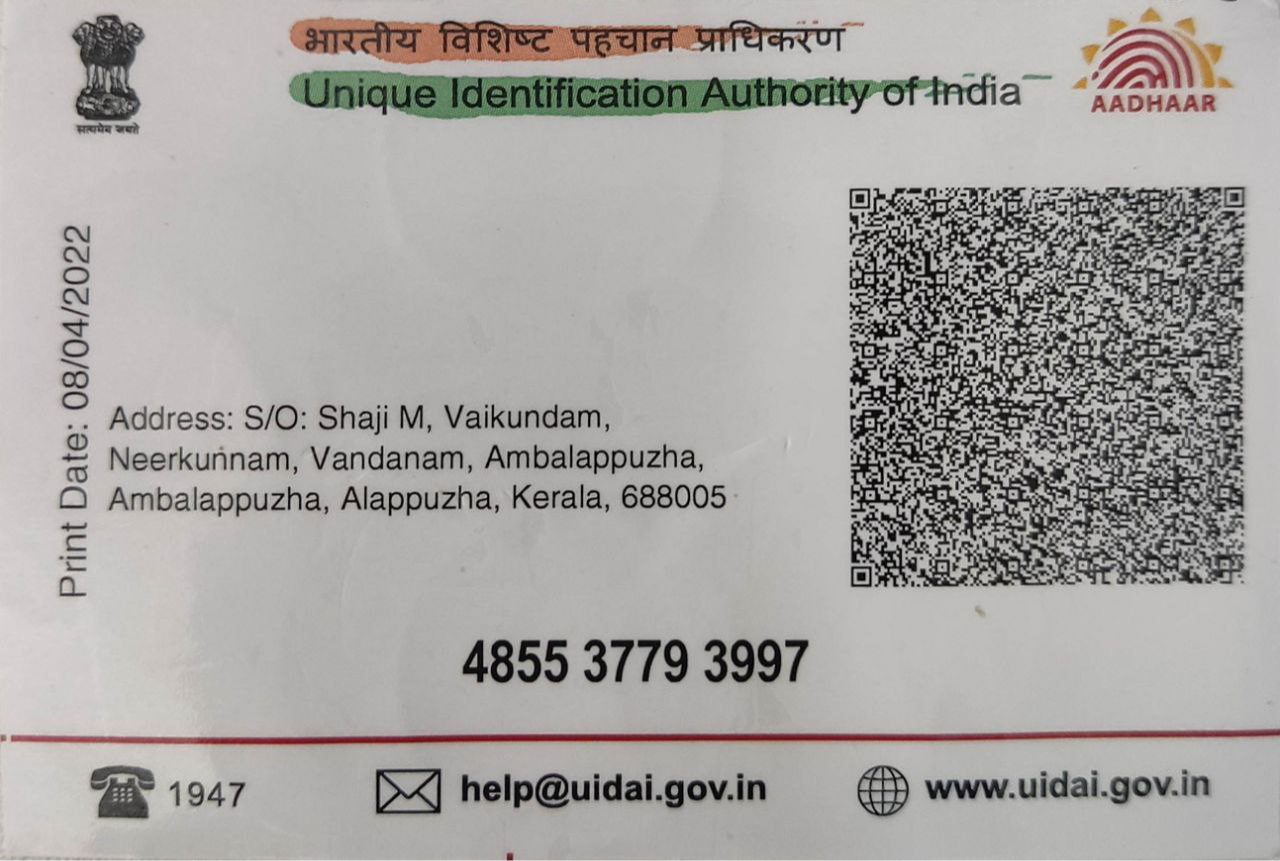 भारतीय विशिष्ट पहचान प्राधिकरण
Unique Identification Authority of India
AADHAAR
सत्यमेव जयते
Print Date: 08/04/2022
Address: S/O: Shaji M, Vaikundam,
Neerkunnam, Vandanam, Ambalappuzha,
Ambalappuzha, Alappuzha, Kerala, 688005
4855 3779 3997
1947
help@uidai.gov.in
www.uidai.gov.in